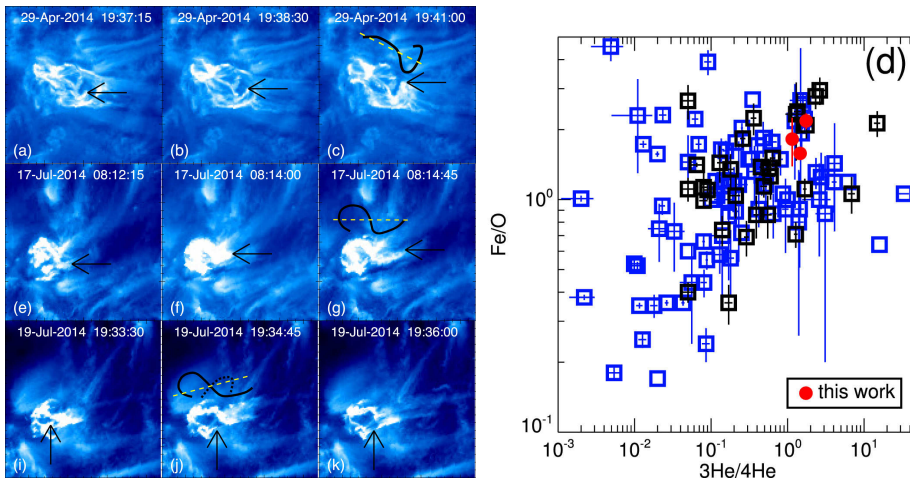 29-Apr-2014 19:37:15
29-Apr-2014 19:38:30
29-Apr-2014 19:41:00
(a)
(b)
(c)
17-Jul-2014 08:12:15
17-Jul-2014 08:14:00
17-Jul-2014 08:14:45
(e)
(f)
(g)
19-Jul-2014 19:33:30
19-Jul-2014 19:34:45
19-Jul-2014 19:36:00
(i)
(j)
(k)
(d)
Fe/O
10⁰
10⁻¹
this work
10⁻³ 10⁻² 10⁻¹ 10⁰ 10¹
3He/4He